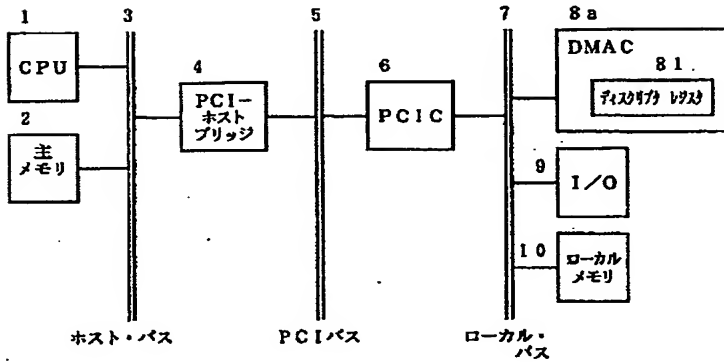 1
3
5
7
8a
CPU
4
6
DMAC
81
ディスクリプタ レジスタ
PCI－
ホスト
ブリッジ
PCIC
2
主
メモリ
9
I／O
10
ローカル
メモリ
ホスト・バス
PCIバス
ローカル・
バス